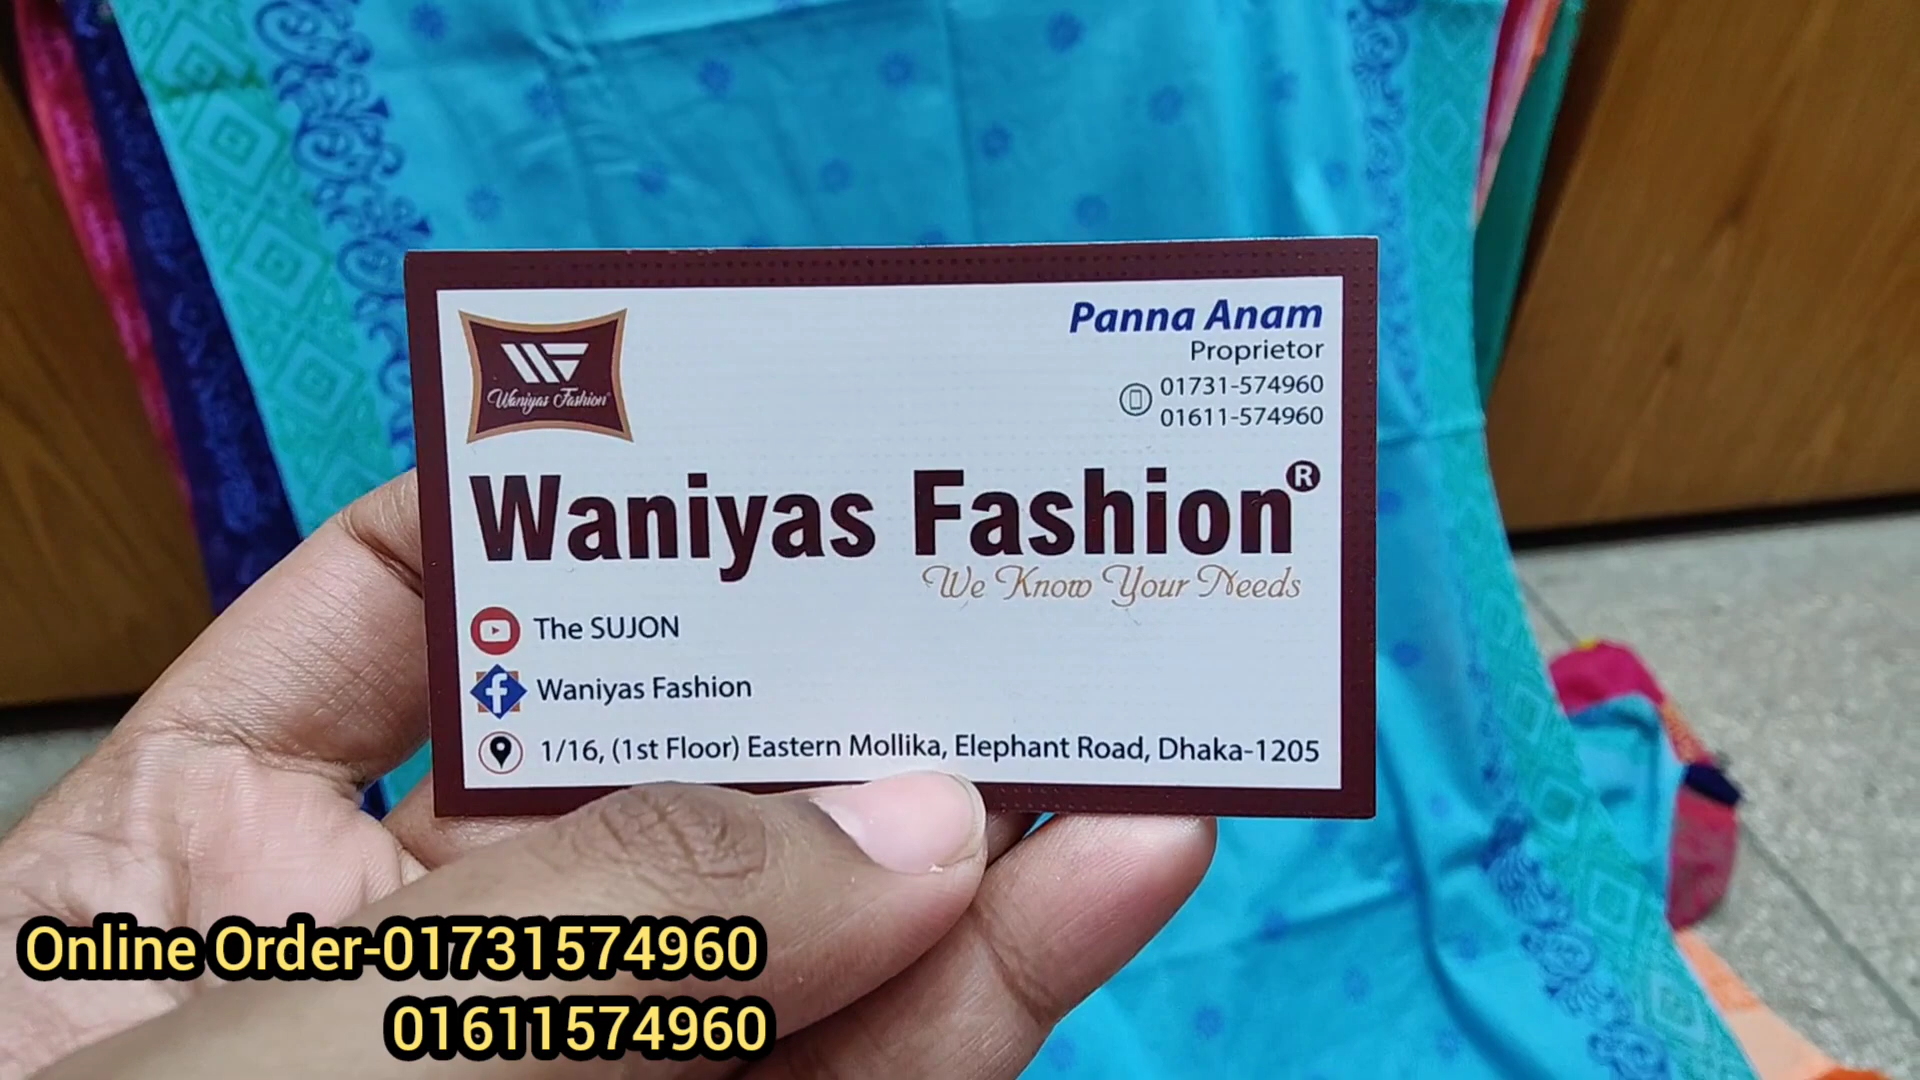 Panna Anam
Proprietor
01731-574960
01611-574960
WF
Waniyas Fashion
Waniyas Fashion®
We Know Your Needs
The SUJON
Waniyas Fashion
1/16, (1st Floor) Eastern Mollika, Elephant Road, Dhaka-1205
Online Order-01731574960
01611574960